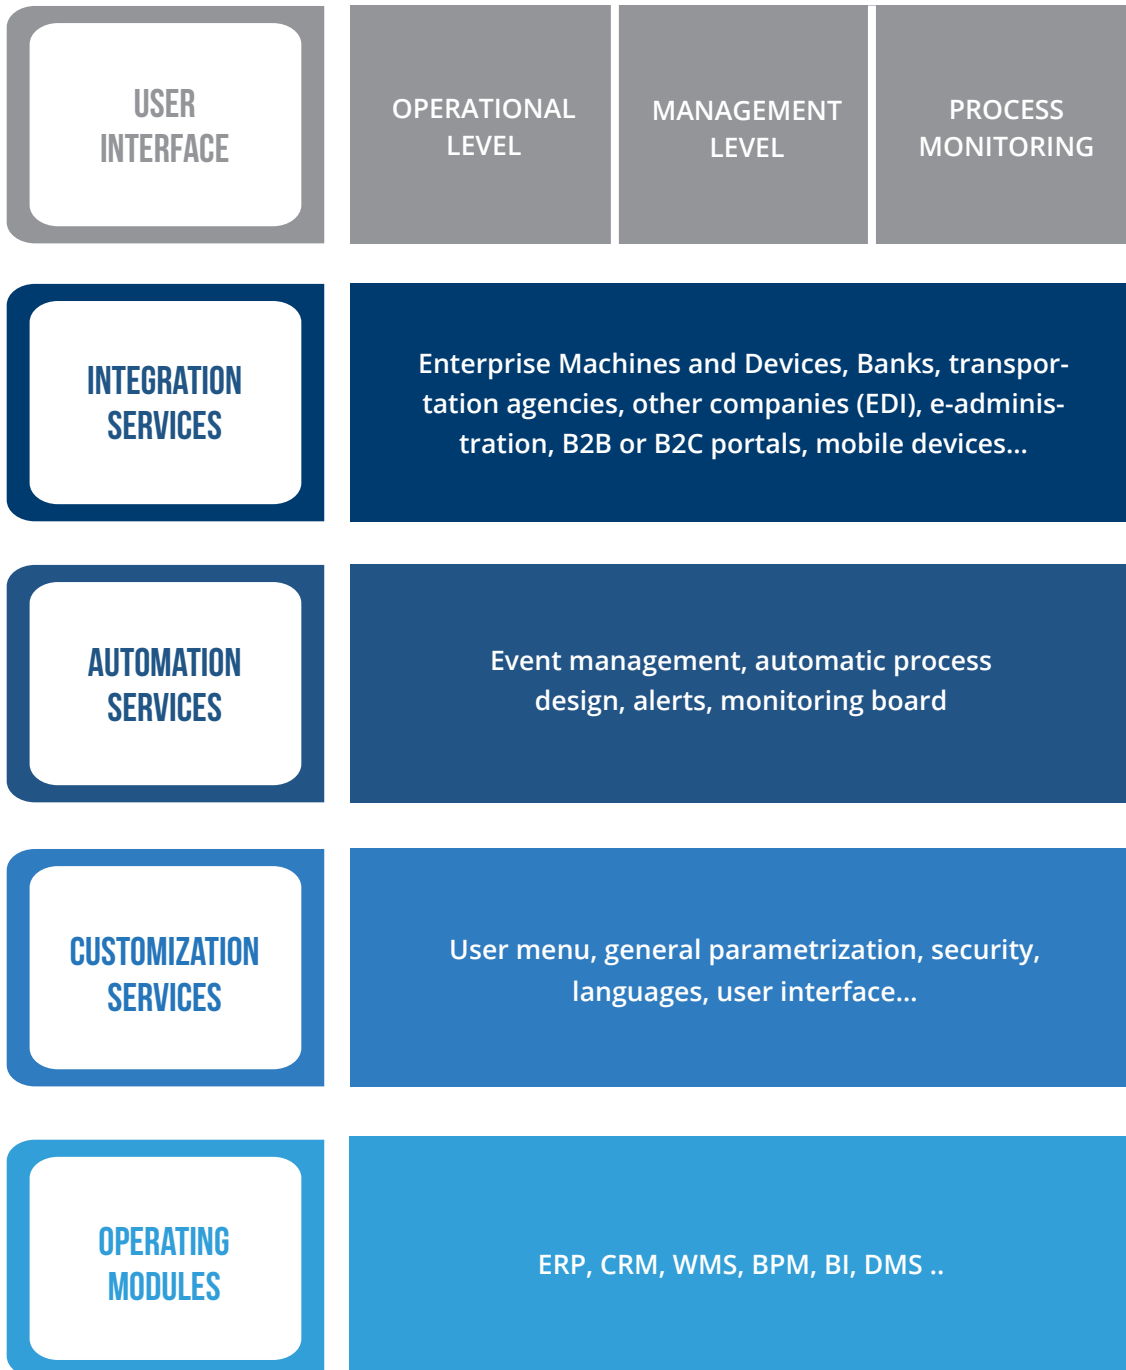 USER
INTERFACE
OPERATIONAL
LEVEL
MANAGEMENT
LEVEL
PROCESS
MONITORING
INTEGRATION
SERVICES
Enterprise Machines and Devices, Banks, transpor-
tation agencies, other companies (EDI), e-adminis-
tration, B2B or B2C portals, mobile devices...
AUTOMATION
SERVICES
Event management, automatic process
design, alerts, monitoring board
CUSTOMIZATION
SERVICES
User menu, general parametrization, security,
languages, user interface...
OPERATING
MODULES
ERP, CRM, WMS, BPM, BI, DMS ..